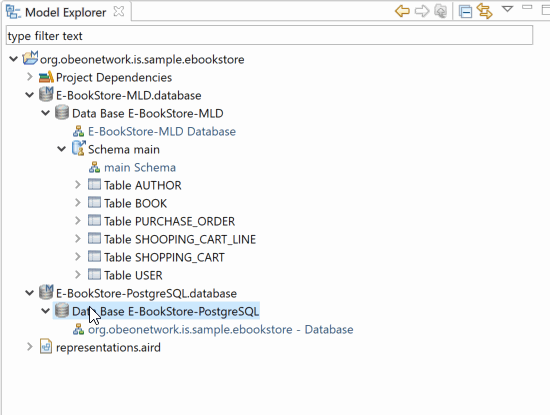 Model Explorer
type filter text
org.obeonetwork.is.sample.ebookstore
Project Dependencies
E-BookStore-MLD.database
Data Base E-BookStore-MLD
E-BookStore-MLD Database
Schema main
main Schema
Table AUTHOR
Table BOOK
Table PURCHASE_ORDER
Table SHOOPING_CART_LINE
Table SHOPPING_CART
Table USER
E-BookStore-PostgreSQL.database
Data Base E-BookStore-PostgreSQL
org.obeonetwork.is.sample.ebookstore - Database
representations.aird